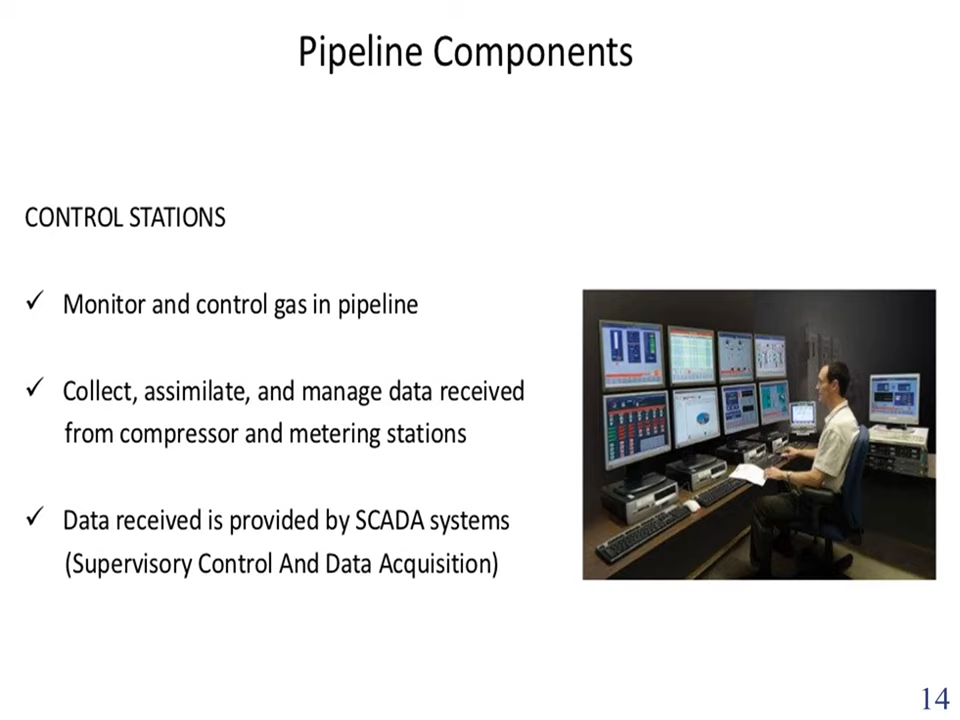 Pipeline Components
CONTROL STATIONS
✓ Monitor and control gas in pipeline
✓ Collect, assimilate, and manage data received
from compressor and metering stations
✓ Data received is provided by SCADA systems
(Supervisory Control And Data Acquisition)
14